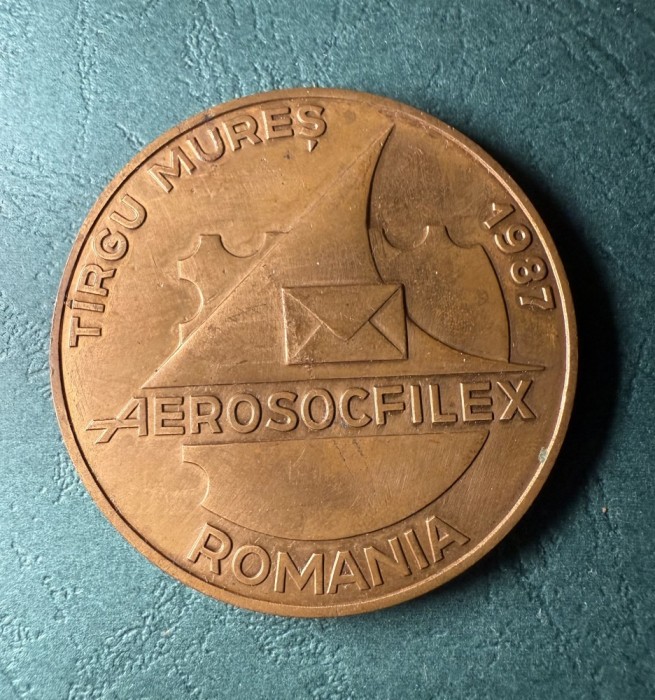 TÎRGU MUREȘ
1987
AEROSOCFILEX
ROMANIA